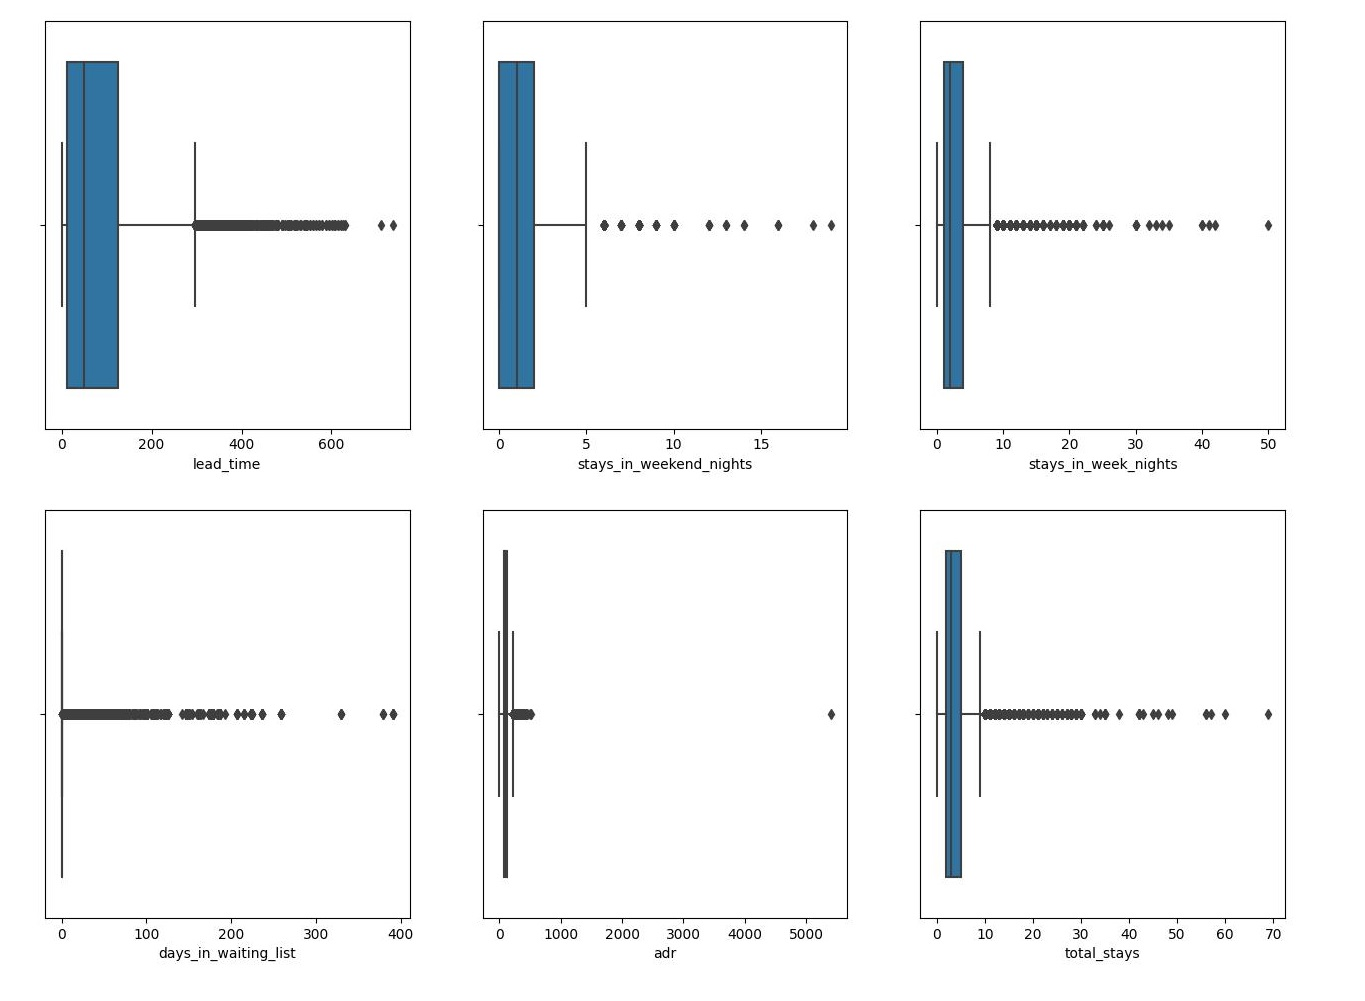 0 200 400 600
lead_time
0 5 10 15
stays_in_weekend_nights
0 10 20 30 40 50
stays_in_week_nights
0 100 200 300 400
days_in_waiting_list
0 1000 2000 3000 4000 5000
adr
0 10 20 30 40 50 60 70
total_stays